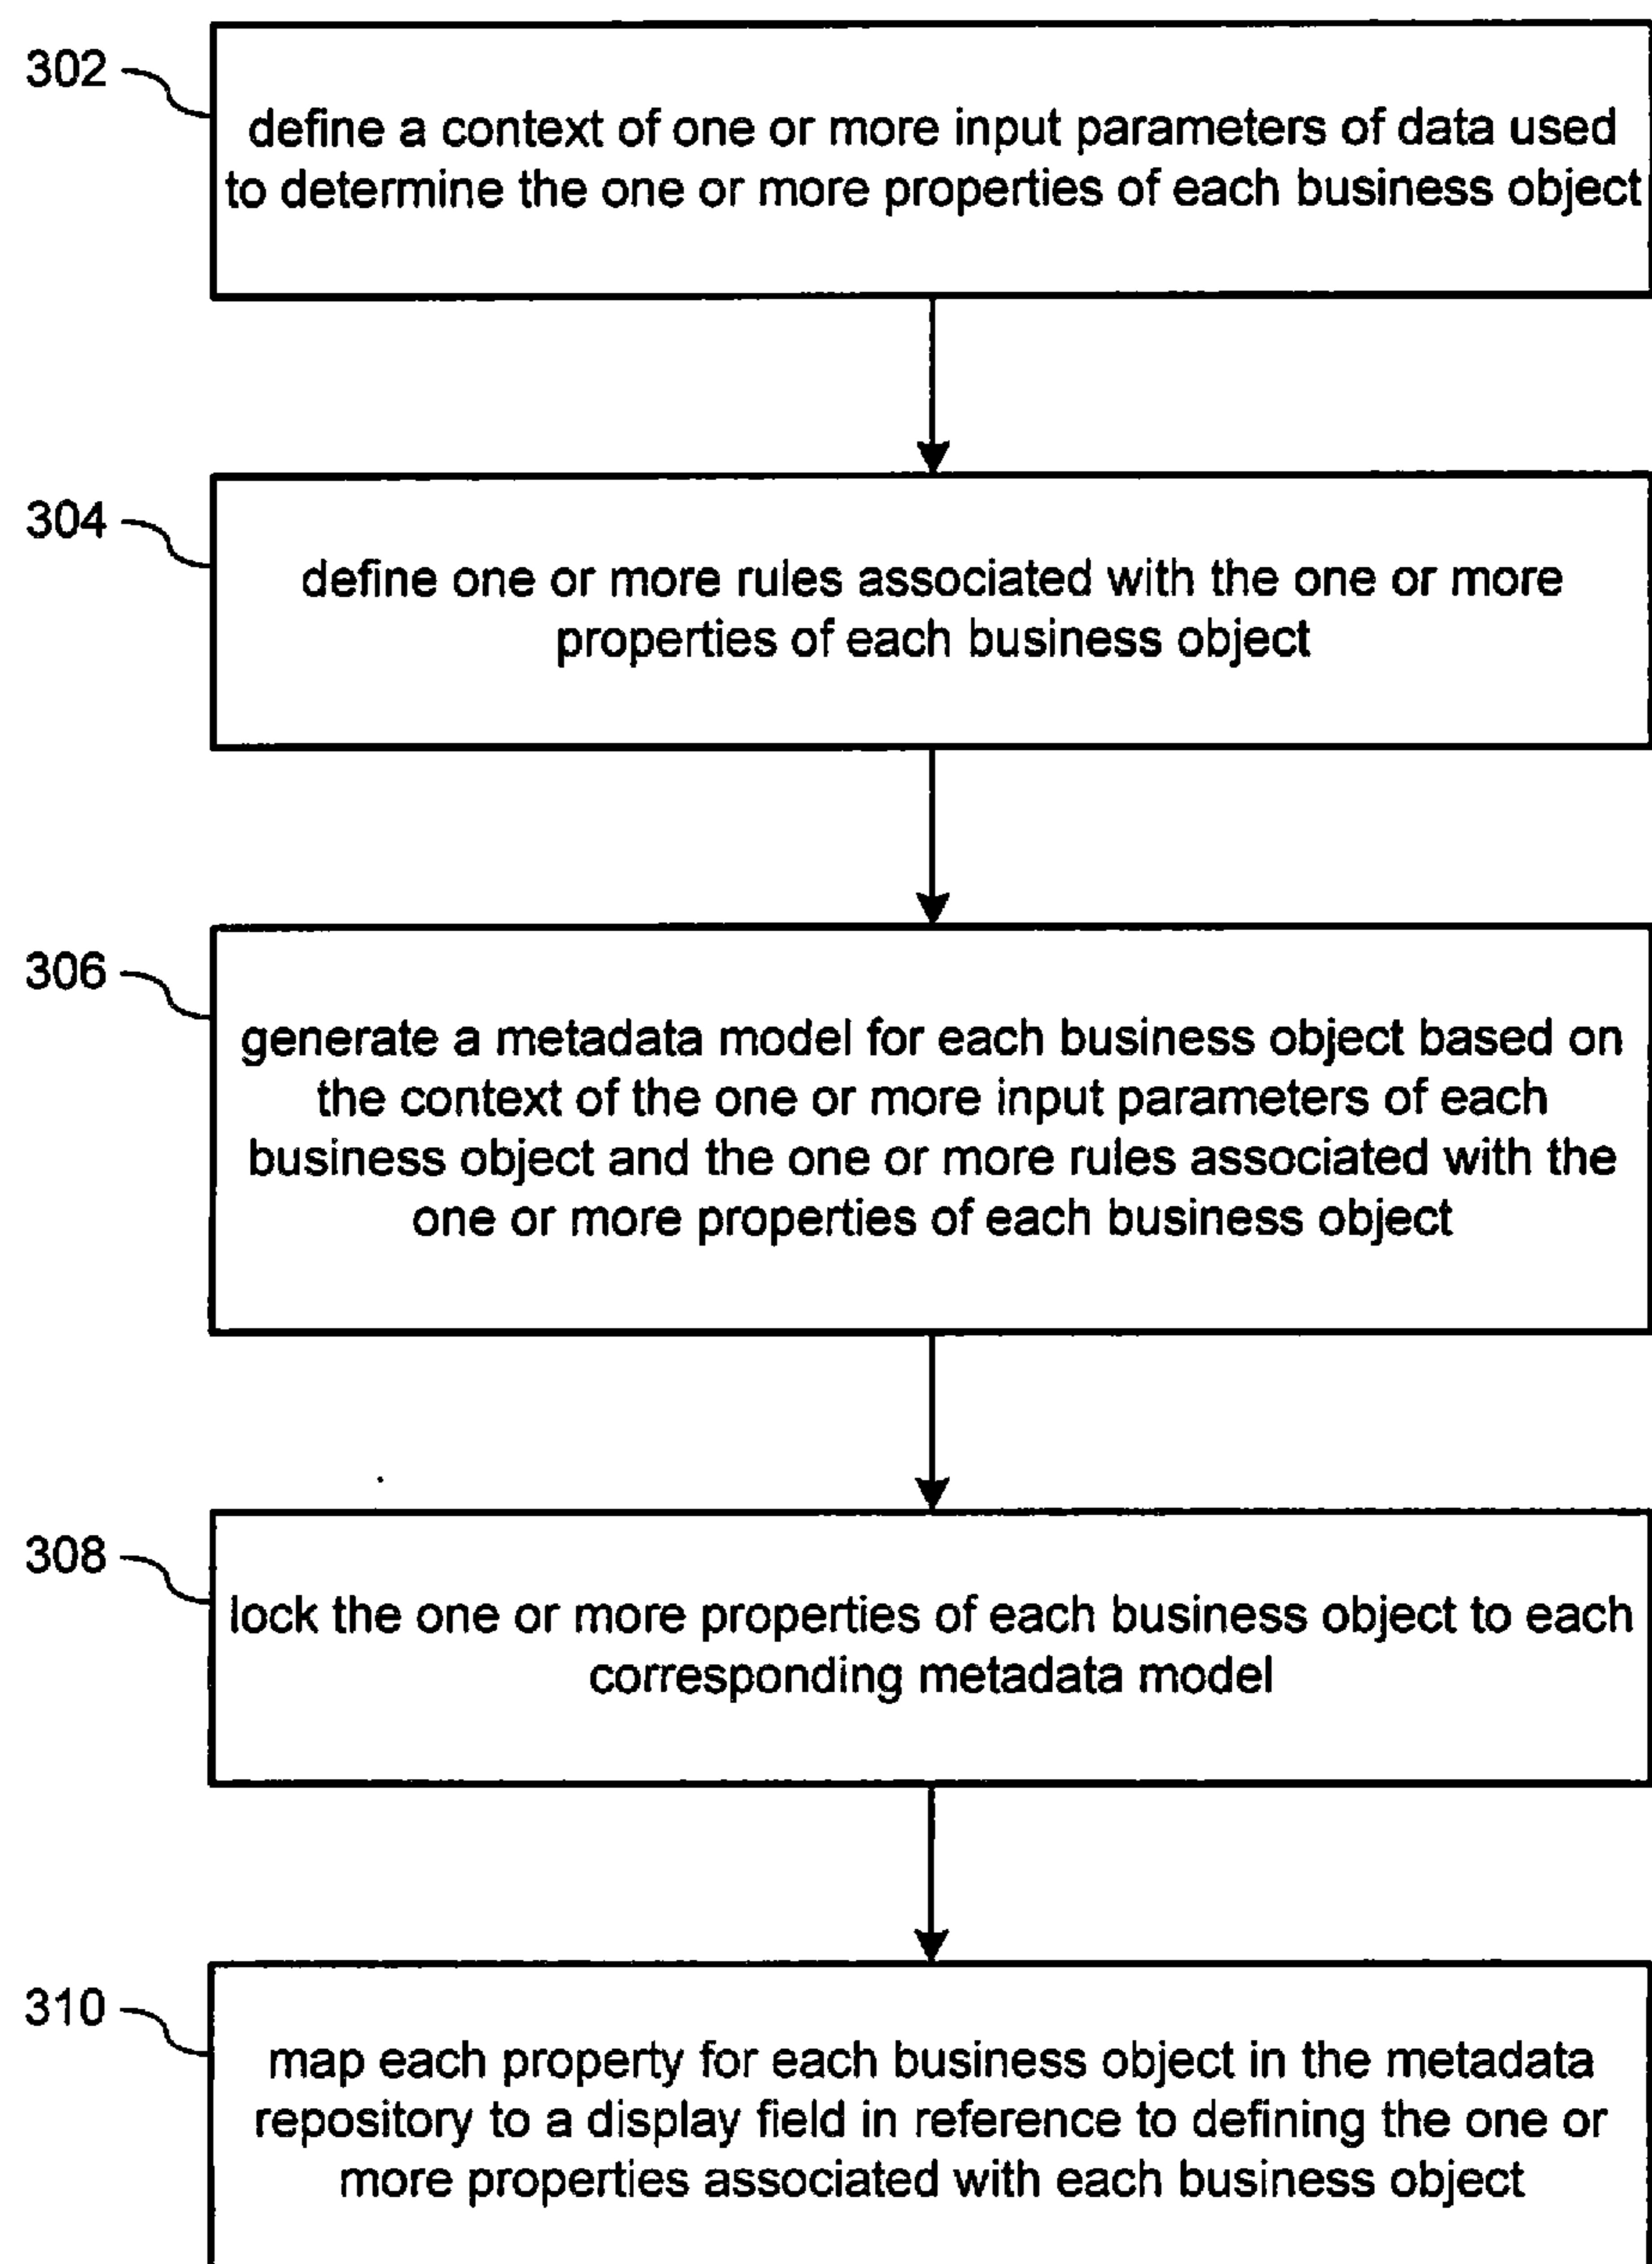 302
define a context of one or more input parameters of data used
to determine the one or more properties of each business object
304
define one or more rules associated with the one or more
properties of each business object
306
generate a metadata model for each business object based on
the context of the one or more input parameters of each
business object and the one or more rules associated with the
one or more properties of each business object
308
lock the one or more properties of each business object to each
corresponding metadata model
310
map each property for each business object in the metadata
repository to a display field in reference to defining the one or
more properties associated with each business object